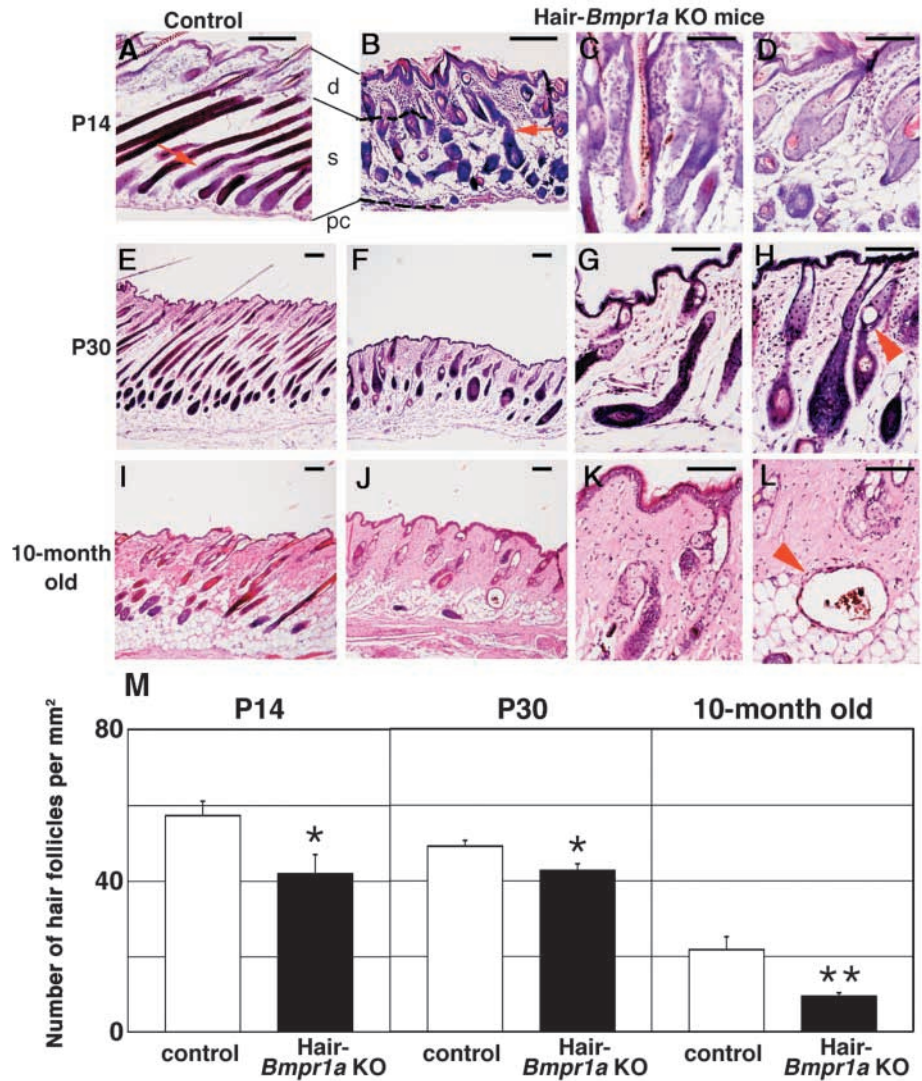 Control
Hair-Bmpr1a KO mice
A
B
C
D
P14
d
s
pc
E
F
G
H
P30
I
J
K
L
10-month old
M
P14
P30
10-month old
Number of hair follicles per mm²
80
40
0
*
*
**
control
Hair-Bmpr1a KO
control
Hair-Bmpr1a KO
control
Hair-Bmpr1a KO